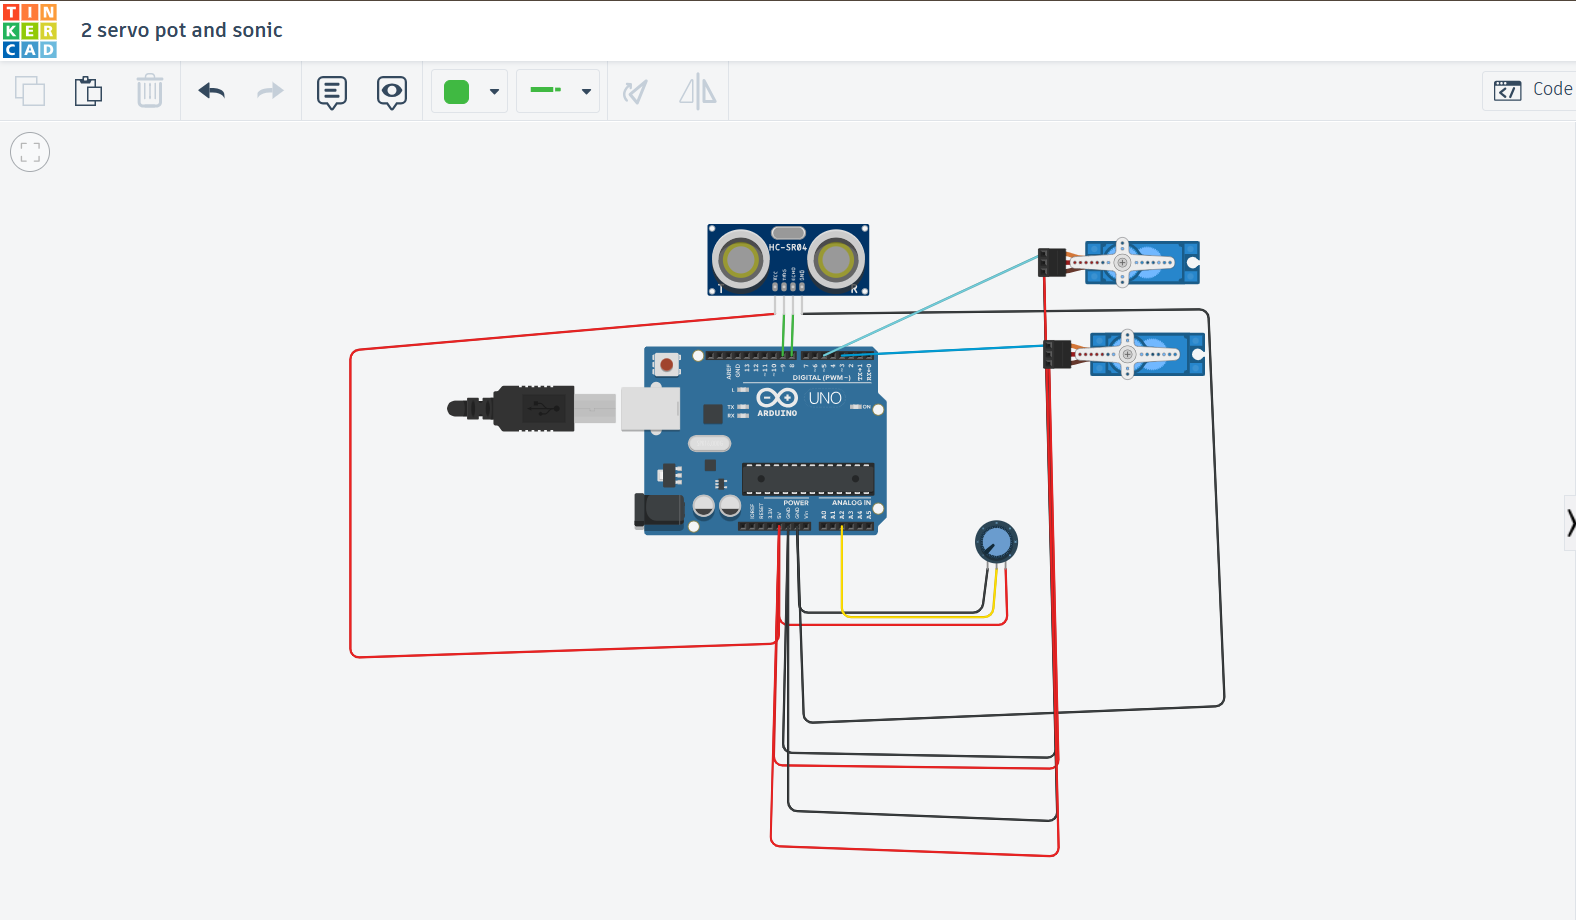 TIN
KER
CAD
2 servo pot and sonic
Code
HC-SR04
VCC
TRIG
ECHO
GND
T
R
AREF
GND
13
12
~11
~10
~9
8
7
~6
~5
4
~3
2
TX→1
RX←0
DIGITAL (PWM~)
L
TX
RX
UNO
ARDUINO
ON
POWER
ANALOG IN
IOREF
RESET
3.3V
5V
GND
GND
Vin
A0
A1
A2
A3
A4
A5